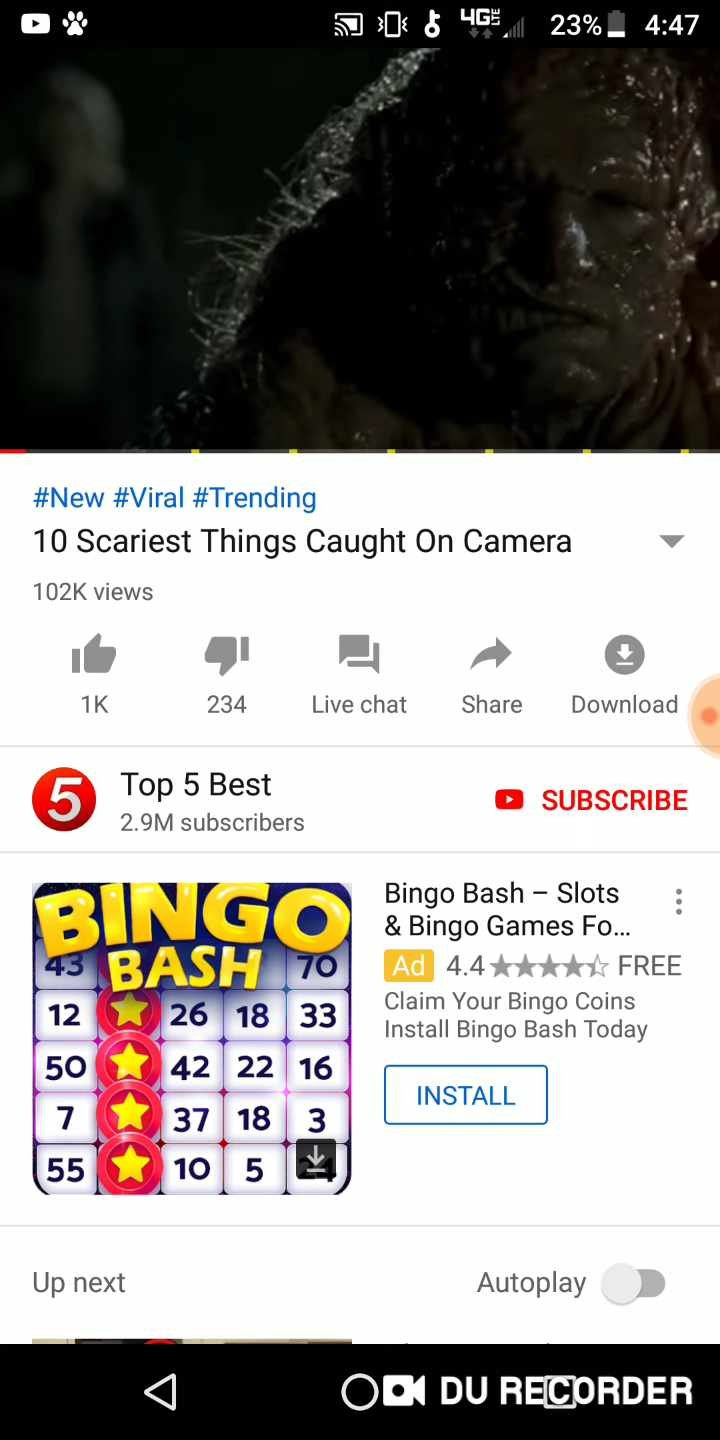 4G LTE 23% 4:47
#New #Viral #Trending
10 Scariest Things Caught On Camera
102K views
1K 234 Live chat Share Download
5 Top 5 Best
2.9M subscribers
SUBSCRIBE
BINGO
BASH
43 70
12 26 18 33
50 42 22 16
7 37 18 3
55 10 5 24
Bingo Bash – Slots
& Bingo Games Fo...
Ad 4.4 FREE
Claim Your Bingo Coins
Install Bingo Bash Today
INSTALL
Up next Autoplay
DU RECORDER